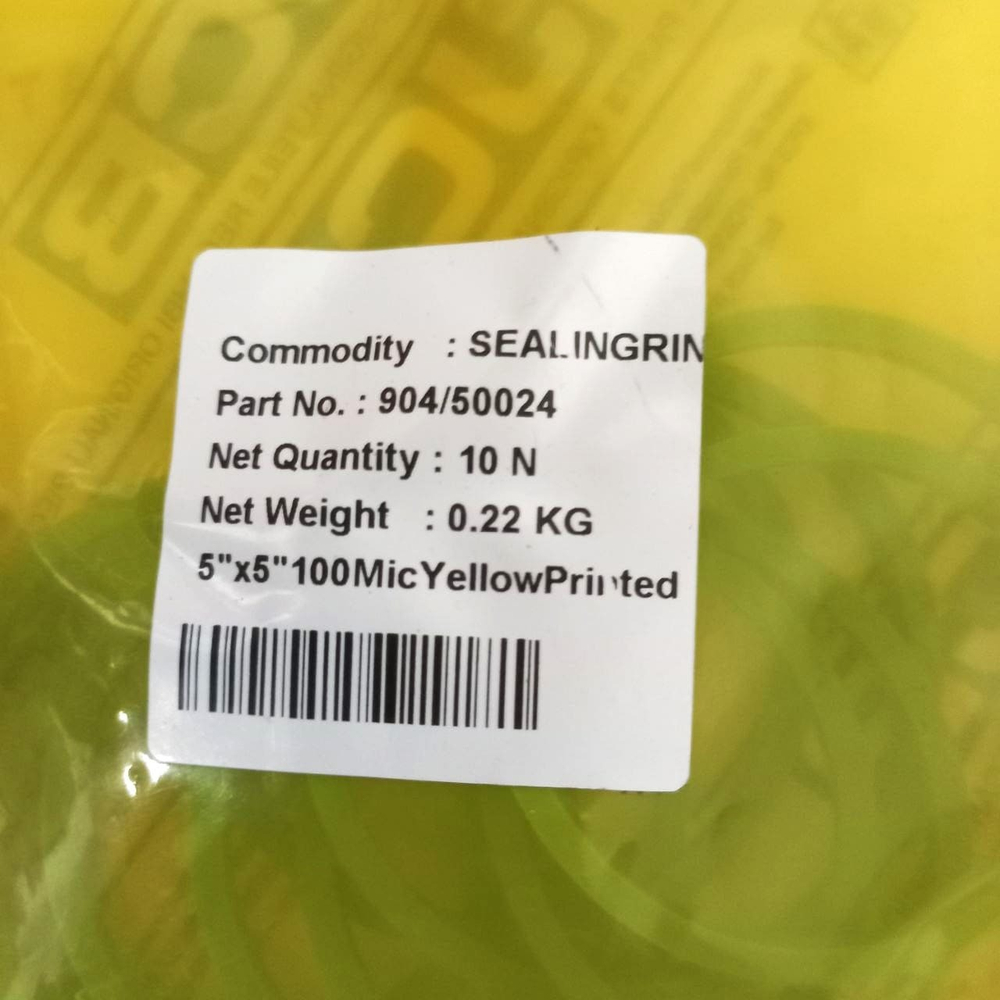 Commodity : SEALINGRIN
Part No. : 904/50024
Net Quantity : 10 N
Net Weight : 0.22 KG
5"x5"100MicYellowPrinted